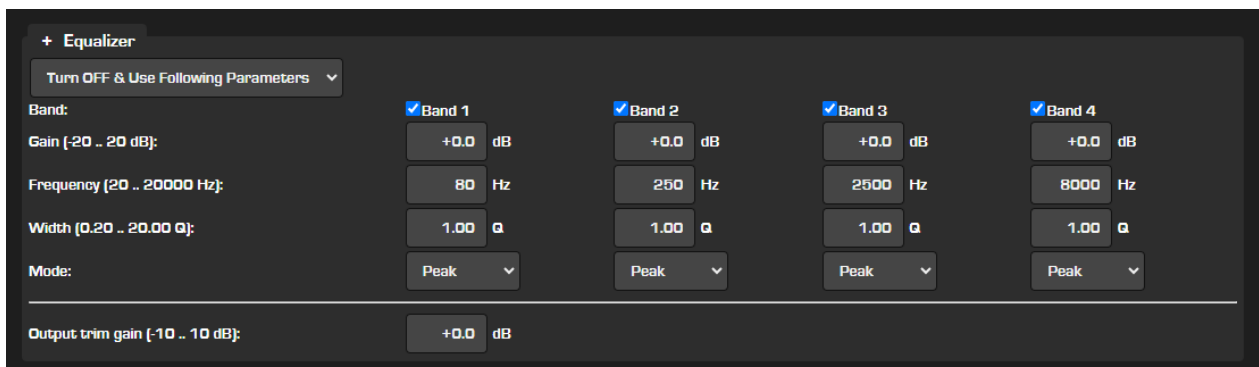 + Equalizer
Turn OFF & Use Following Parameters
Band: Band 1 Band 2 Band 3 Band 4
Gain (-20 .. 20 dB): +0.0 dB +0.0 dB +0.0 dB +0.0 dB
Frequency (20 .. 20000 Hz): 80 Hz 250 Hz 2500 Hz 8000 Hz
Width (0.20 .. 20.00 Q): 1.00 Q 1.00 Q 1.00 Q 1.00 Q
Mode: Peak Peak Peak Peak
Output trim gain (-10 .. 10 dB): +0.0 dB